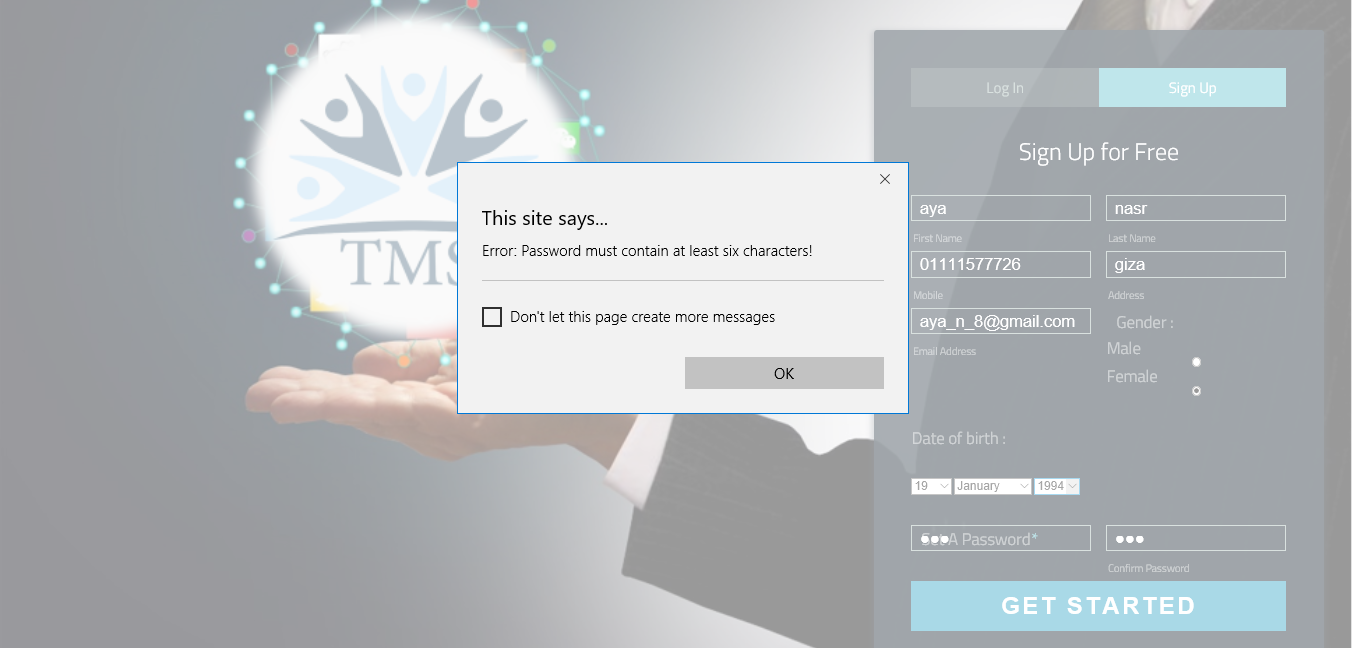 TMS
This site says...
Error: Password must contain at least six characters!
Don't let this page create more messages
OK
Log In
Sign Up
Sign Up for Free
aya
nasr
First Name
Last Name
01111577726
giza
Mobile
Address
aya_n_8@gmail.com
Gender :
Email Address
Male
Female
Date of birth :
19 January 1994
Set A Password*
Confirm Password
GET STARTED